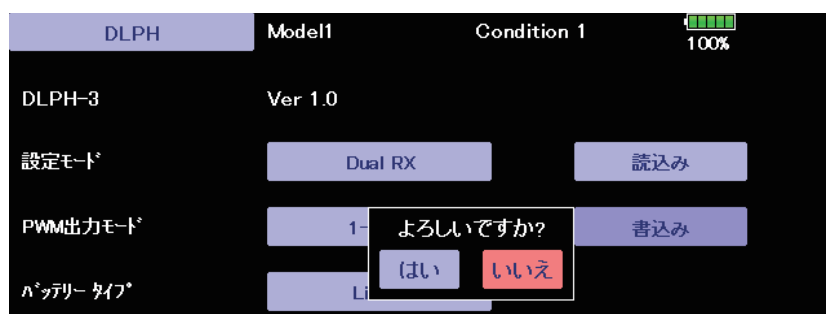 DLPH Model1 Condition 1 100%
DLPH-3 Ver 1.0
設定ﾓｰﾄﾞ Dual RX 読込み
PWM出力ﾓｰﾄﾞ 1- 書込み
よろしいですか?
はい いいえ
ﾊﾞｯﾃﾘｰ ﾀｲﾌﾟ Li